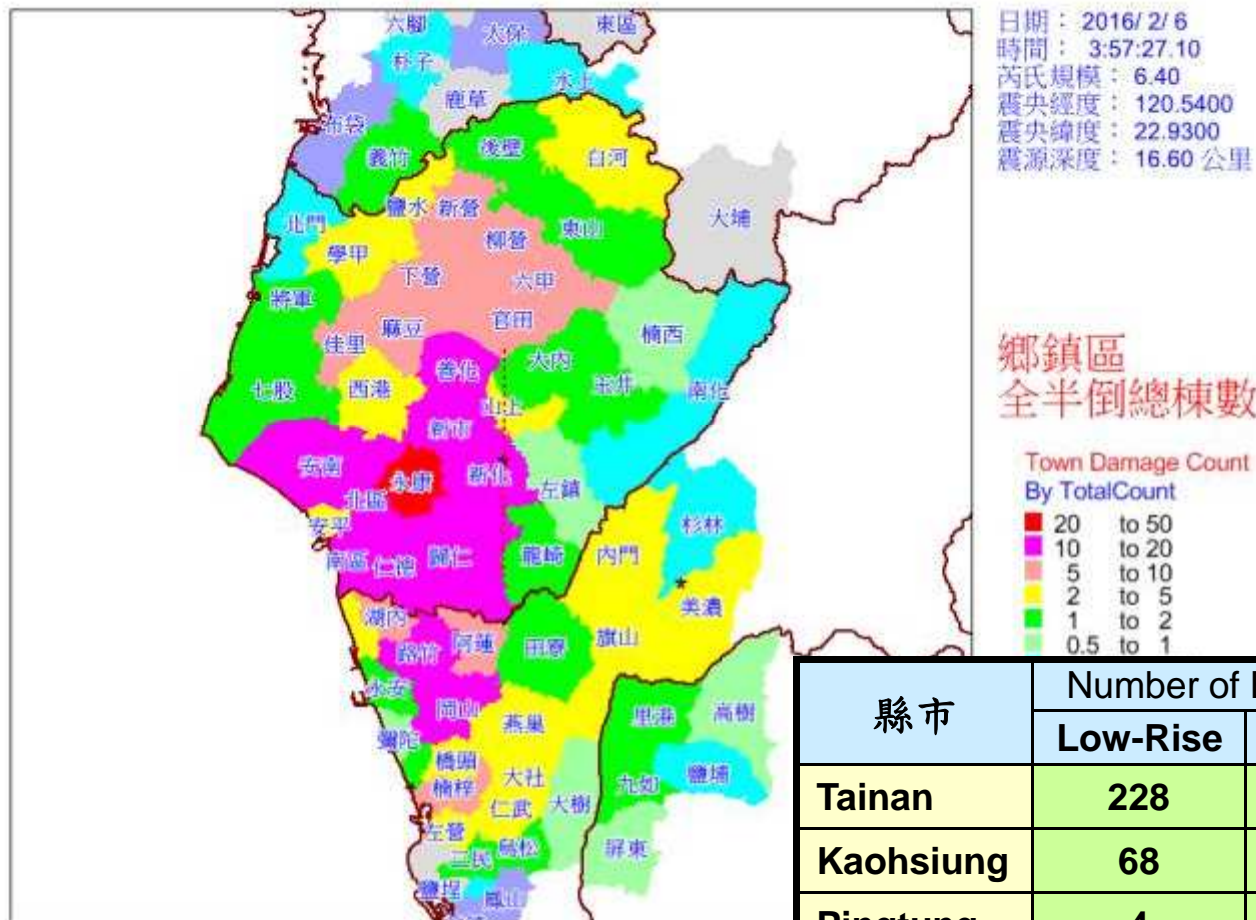 六腳
太保
東區
朴子
水上
鹿草
布袋
義竹
後壁
白河
鹽水 新營
北門
柳營
東山
大埔
學甲
下營
六甲
將軍
麻豆
官田
佳里
楠西
善化
大內
七股
西港
玉井
南化
山上
新市
安南
永康
新化
左鎮
北區
安平
杉林
南區 仁德 歸仁
龍崎
內門
美濃
湖內
路竹
阿蓮
田寮
旗山
永安
岡山
燕巢
里港
高樹
彌陀
橋頭
楠梓
大社
九如
鹽埔
仁武
大樹
左營
三民
鳥松
屏東
鹽埕
鳳山
日期： 2016/ 2/ 6
時間： 3:57:27.10
芮氏規模： 6.40
震央經度： 120.5400
震央緯度： 22.9300
震源深度： 16.60 公里
鄉鎮區
全半倒總棟數
Town Damage Count
By TotalCount
20 to 50
10 to 20
5 to 10
2 to 5
1 to 2
0.5 to 1
縣市
Number of
Low-Rise
Tainan 228
Kaohsiung 68
Pingtung 4